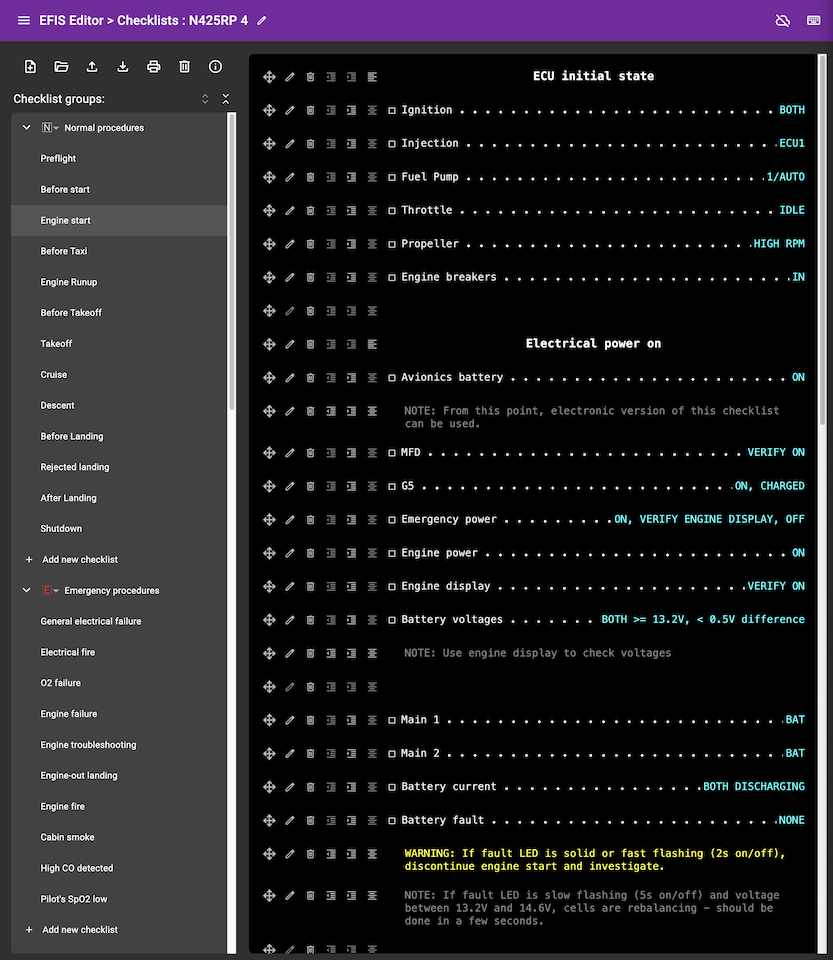 EFIS Editor > Checklists : N425RP 4
Checklist groups:
N Normal procedures
Preflight
Before start
Engine start
Before Taxi
Engine Runup
Before Takeoff
Takeoff
Cruise
Descent
Before Landing
Rejected landing
After Landing
Shutdown
+ Add new checklist
E Emergency procedures
General electrical failure
Electrical fire
O2 failure
Engine failure
Engine troubleshooting
Engine-out landing
Engine fire
Cabin smoke
High CO detected
Pilot's SpO2 low
+ Add new checklist
ECU initial state
Ignition . . . . . . . . . . . . . . . . . . . . . . . . . BOTH
Injection . . . . . . . . . . . . . . . . . . . . . . . . . ECU1
Fuel Pump . . . . . . . . . . . . . . . . . . . . . . . . 1/AUTO
Throttle . . . . . . . . . . . . . . . . . . . . . . . . . IDLE
Propeller . . . . . . . . . . . . . . . . . . . . . . . HIGH RPM
Engine breakers . . . . . . . . . . . . . . . . . . . . . . . IN
Electrical power on
Avionics battery . . . . . . . . . . . . . . . . . . . . . . ON
NOTE: From this point, electronic version of this checklist
can be used.
MFD . . . . . . . . . . . . . . . . . . . . . . . . . VERIFY ON
G5 . . . . . . . . . . . . . . . . . . . . . . . . . ON, CHARGED
Emergency power . . . . . . . . . ON, VERIFY ENGINE DISPLAY, OFF
Engine power . . . . . . . . . . . . . . . . . . . . . . . . ON
Engine display . . . . . . . . . . . . . . . . . . . . VERIFY ON
Battery voltages . . . . . . . BOTH >= 13.2V, < 0.5V difference
NOTE: Use engine display to check voltages
Main 1 . . . . . . . . . . . . . . . . . . . . . . . . . . . BAT
Main 2 . . . . . . . . . . . . . . . . . . . . . . . . . . . BAT
Battery current . . . . . . . . . . . . . . . . BOTH DISCHARGING
Battery fault . . . . . . . . . . . . . . . . . . . . . . . NONE
WARNING: If fault LED is solid or fast flashing (2s on/off),
discontinue engine start and investigate.
NOTE: If fault LED is slow flashing (5s on/off) and voltage
between 13.2V and 14.6V, cells are rebalancing – should be
done in a few seconds.